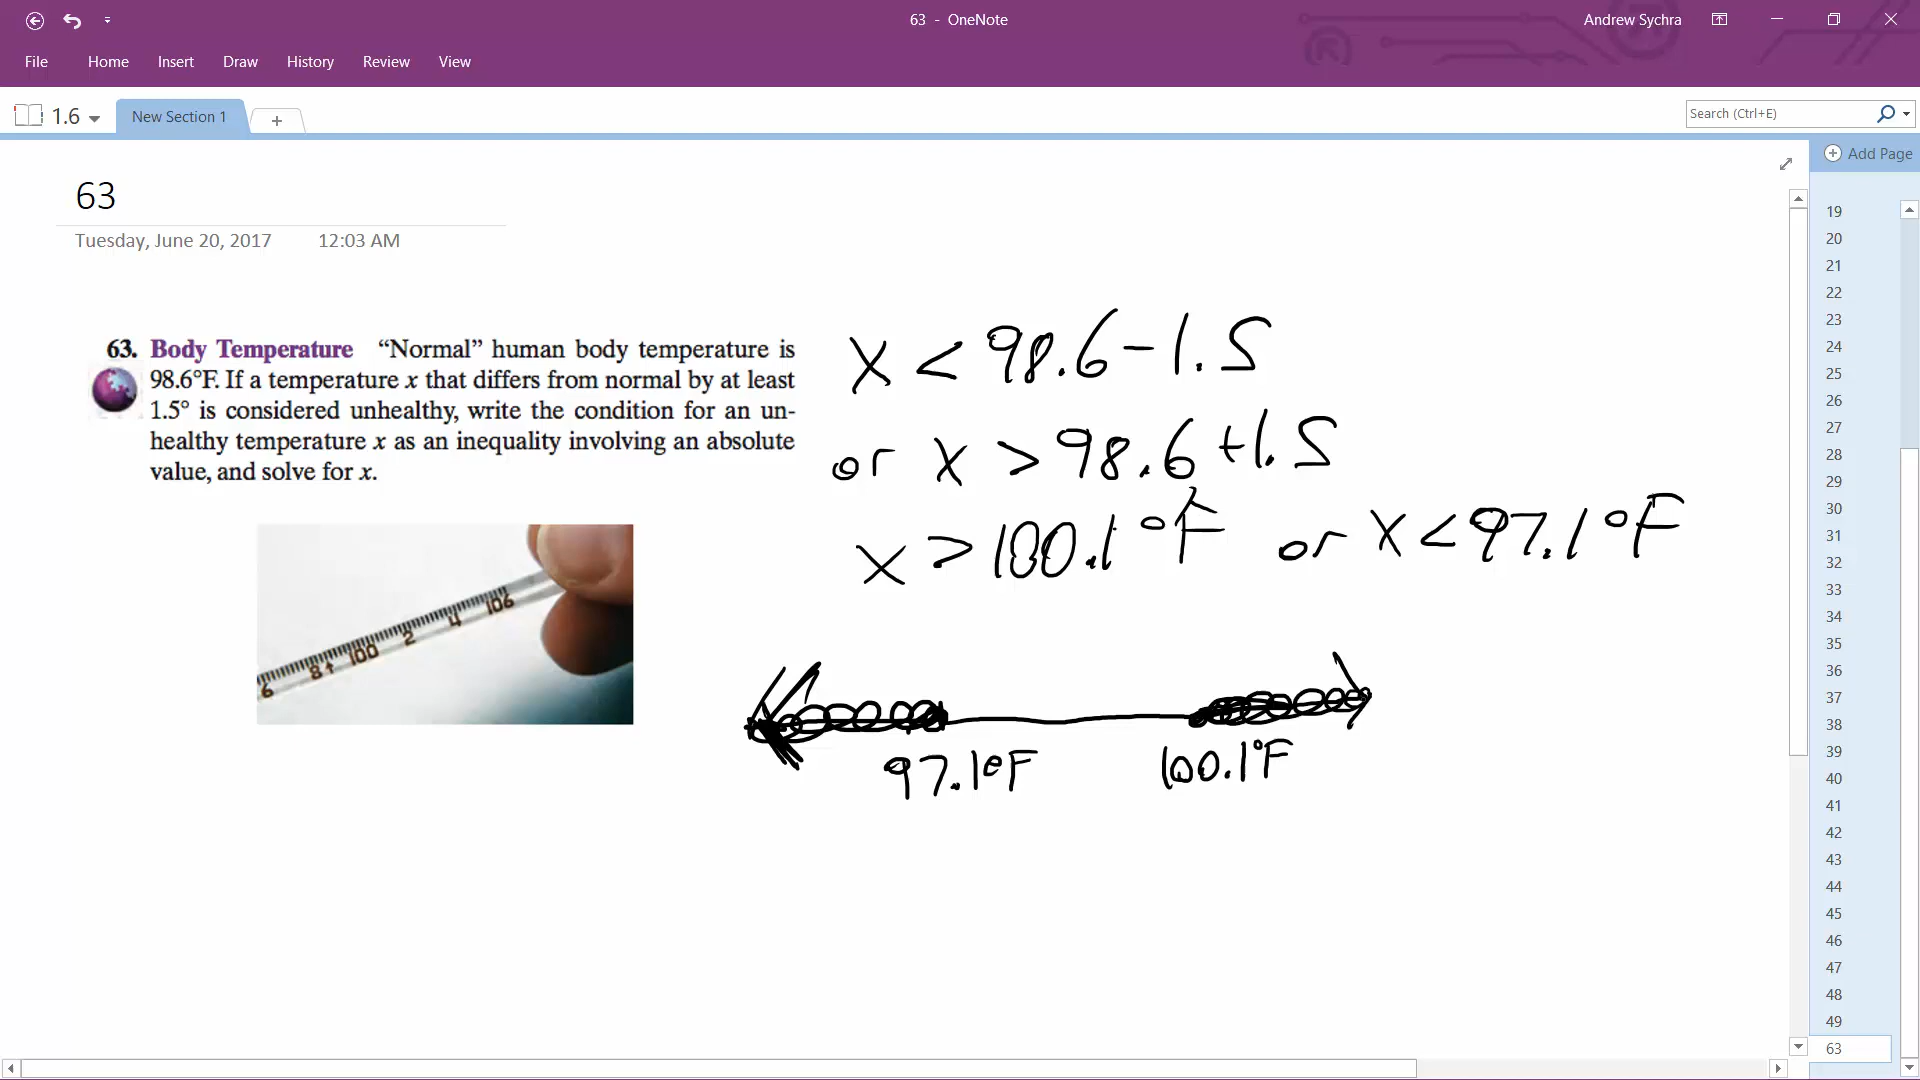 63 - OneNote
Andrew Sychra
File Home Insert Draw History Review View
1.6
New Section 1
+
Search (Ctrl+E)
Add Page
63
Tuesday, June 20, 2017 12:03 AM
63. Body Temperature “Normal” human body temperature is
98.6°F. If a temperature x that differs from normal by at least
1.5° is considered unhealthy, write the condition for an un-
healthy temperature x as an inequality involving an absolute
value, and solve for x.
6 8↑ 100 2 4 106
x < 98.6 - 1.5
or x > 98.6 + 1.5
x > 100.1 °F or x < 97.1 °F
97.1°F 100.1°F
19
20
21
22
23
24
25
26
27
28
29
30
31
32
33
34
35
36
37
38
39
40
41
42
43
44
45
46
47
48
49
63